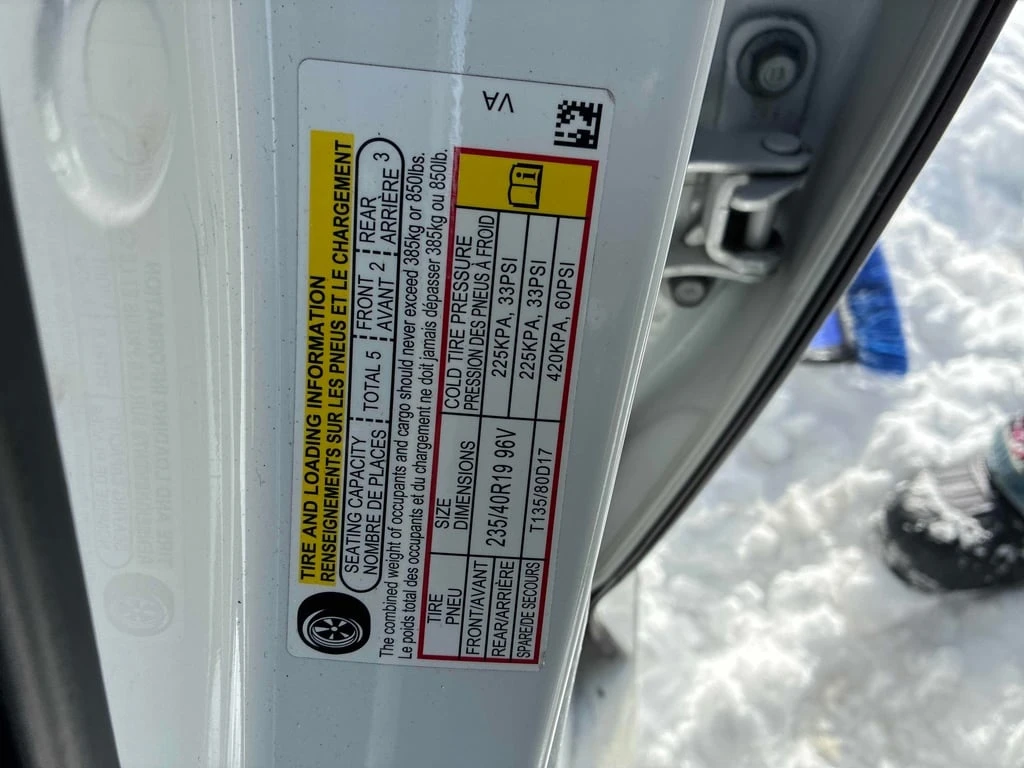 VA
TIRE AND LOADING INFORMATION
RENSEIGNEMENTS SUR LES PNEUS ET LE CHARGEMENT
SEATING CAPACITY TOTAL 5 FRONT 2 REAR 3
NOMBRE DE PLACES AVANT ARRIÈRE
The combined weight of occupants and cargo should never exceed 385kg or 850lbs.
Le poids total des occupants et du chargement ne doit jamais dépasser 385kg ou 850lb.
TIRE SIZE COLD TIRE PRESSURE
PNEU DIMENSIONS PRESSION DES PNEUS A FROID
FRONT/AVANT 235/40R19 96V 225KPA, 33PSI
REAR/ARRIÈRE 225KPA, 33PSI
SPARE/DE SECOURS T135/80D17 420KPA, 60PSI